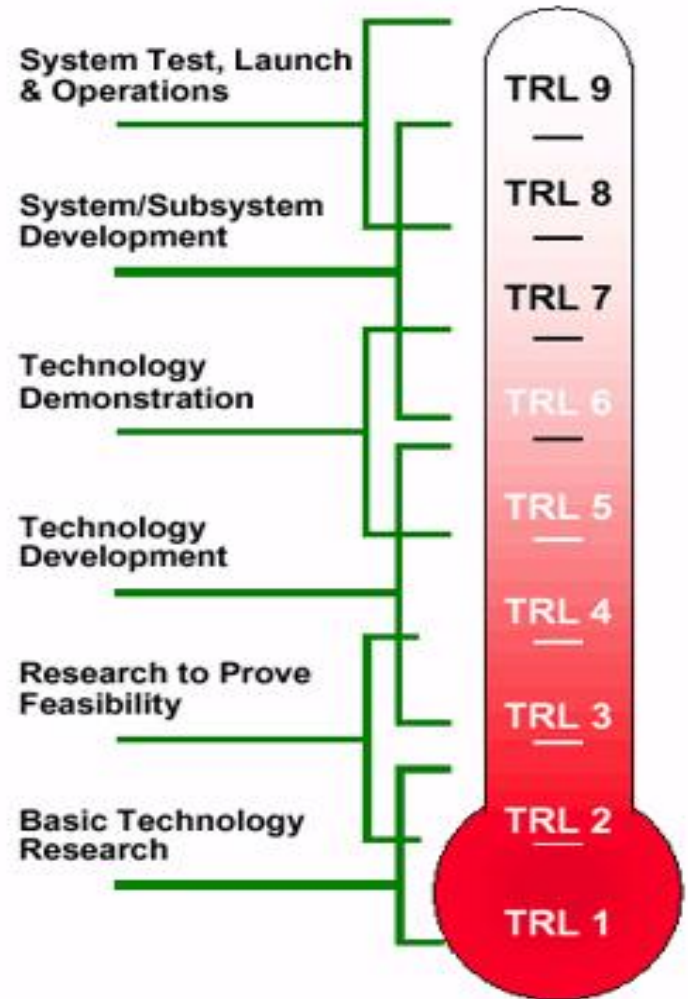 System Test, Launch
& Operations
System/Subsystem
Development
Technology
Demonstration
Technology
Development
Research to Prove
Feasibility
Basic Technology
Research
TRL 9
TRL 8
TRL 7
TRL 6
TRL 5
TRL 4
TRL 3
TRL 2
TRL 1